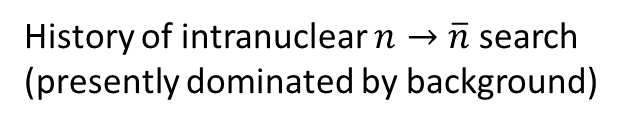 History of intranuclear n → n̄ search
(presently dominated by background)